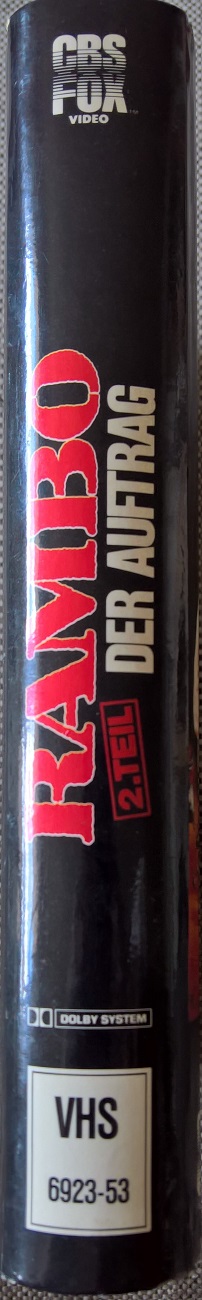 CBS
FOX
VIDEO
RAMBO
2.TEIL
DER AUFTRAG
DOLBY SYSTEM
VHS
6923-53